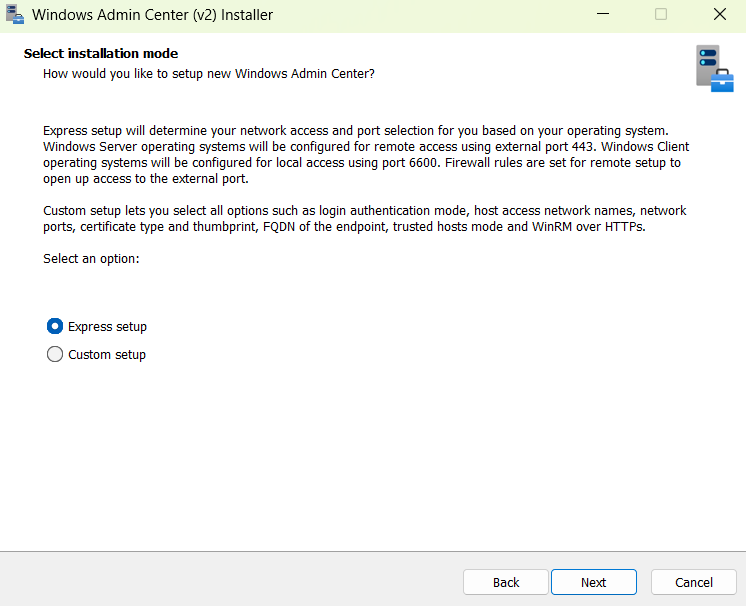 Windows Admin Center (v2) Installer
Select installation mode
How would you like to setup new Windows Admin Center?
Express setup will determine your network access and port selection for you based on your operating system.
Windows Server operating systems will be configured for remote access using external port 443. Windows Client
operating systems will be configured for local access using port 6600. Firewall rules are set for remote setup to
open up access to the external port.
Custom setup lets you select all options such as login authentication mode, host access network names, network
ports, certificate type and thumbprint, FQDN of the endpoint, trusted hosts mode and WinRM over HTTPs.
Select an option:
Express setup
Custom setup
Back Next Cancel